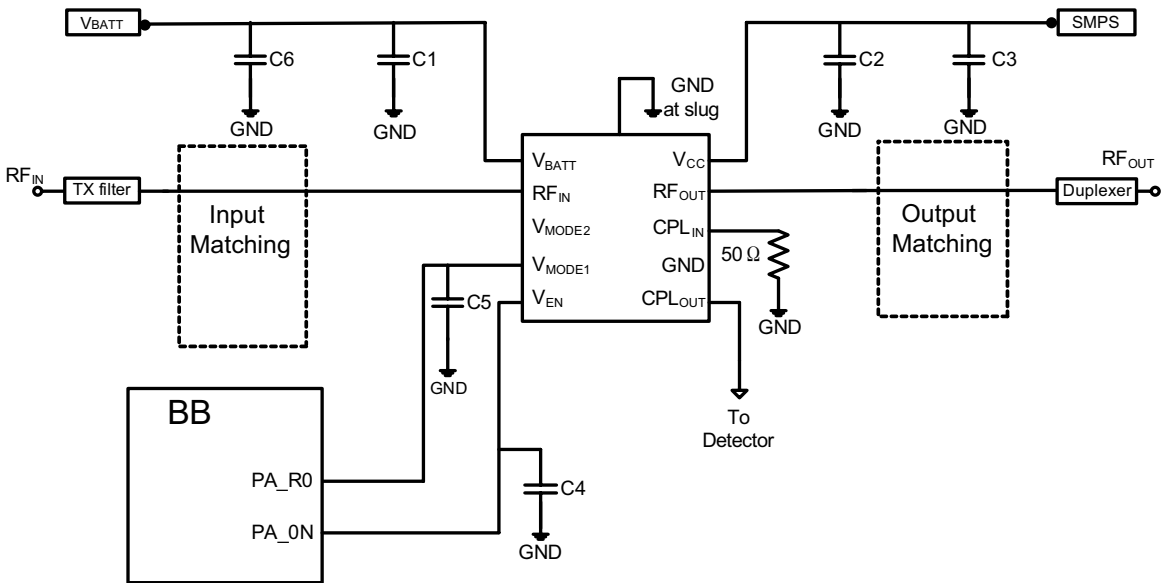 VBATT
SMPS
C6
C1
C2
C3
GND
at slug
GND
GND
GND
GND
RFIN
TX filter
Input
Matching
VBATT
RFIN
VMODE2
VMODE1
VEN
VCC
RFOUT
CPLIN
GND
CPLOUT
Output
Matching
Duplexer
RFOUT
50 Ω
GND
C5
GND
To
Detector
BB
PA_R0
PA_0N
C4
GND